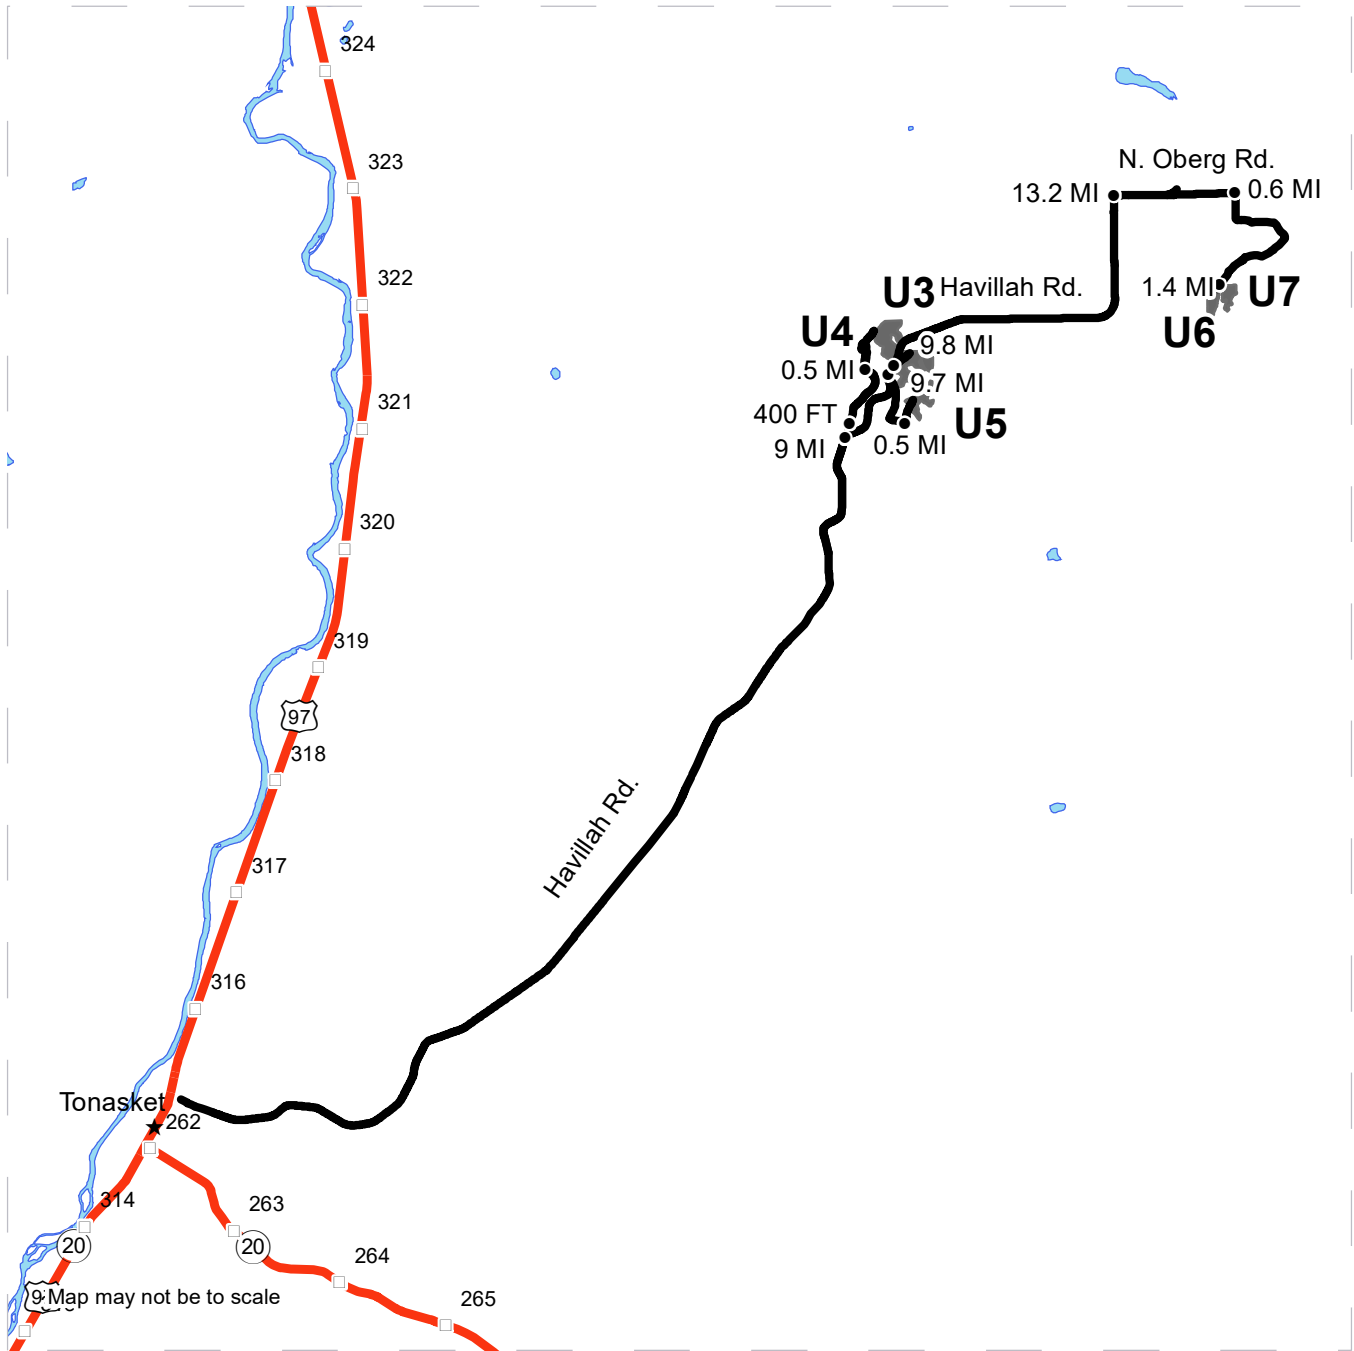 324
323
N. Oberg Rd.
13.2 MI
0.6 MI
322
U3
Havillah Rd.
1.4 MI
U7
U4
U6
9.8 MI
0.5 MI
9.7 MI
321
400 FT
U5
9 MI
0.5 MI
320
319
97
318
Havillah Rd.
317
316
Tonasket
262
314
263
20
20
264
9
Map may not be to scale
265